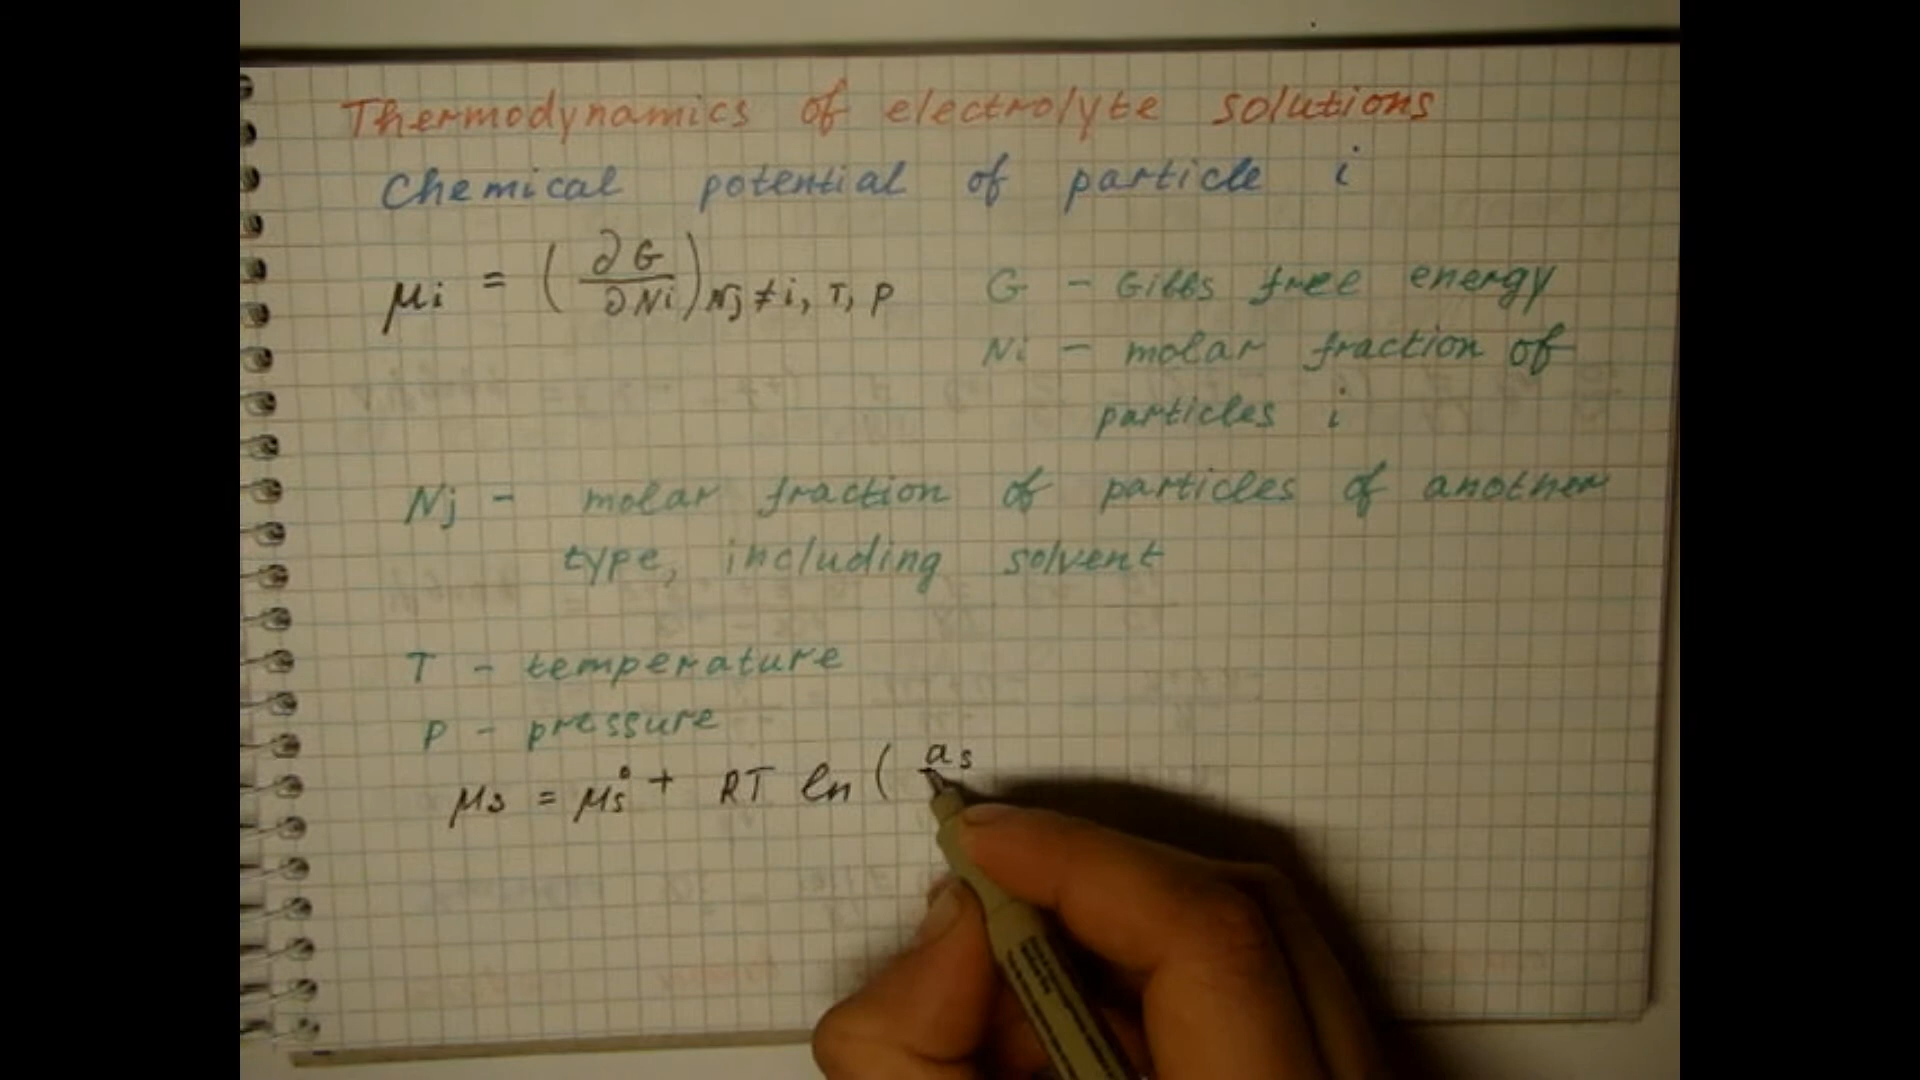 Thermodynamics of electrolyte solutions
Chemical potential of particle i
μi = (∂G/∂Ni)Nj≠i, T, P
G - Gibbs free energy
Ni - molar fraction of
particles i
Nj - molar fraction of particles of another
type, including solvent
T - temperature
P - pressure
μs = μs° + RT ln ( as